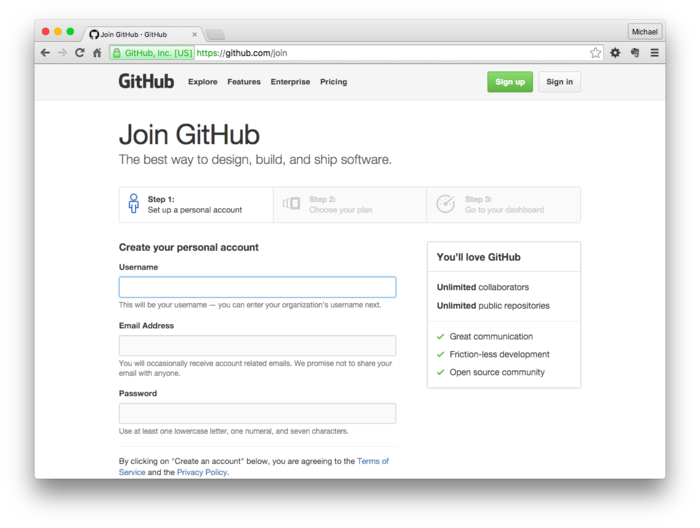 Join GitHub · GitHub
Michael
GitHub, Inc. [US] https://github.com/join
GitHub Explore Features Enterprise Pricing Sign up Sign in
Join GitHub
The best way to design, build, and ship software.
Step 1:
Set up a personal account
Step 2:
Choose your plan
Step 3:
Go to your dashboard
Create your personal account
Username
This will be your username — you can enter your organization's username next.
Email Address
You will occasionally receive account related emails. We promise not to share your
email with anyone.
Password
Use at least one lowercase letter, one numeral, and seven characters.
By clicking on "Create an account" below, you are agreeing to the Terms of
Service and the Privacy Policy.
You'll love GitHub
Unlimited collaborators
Unlimited public repositories
Great communication
Friction-less development
Open source community